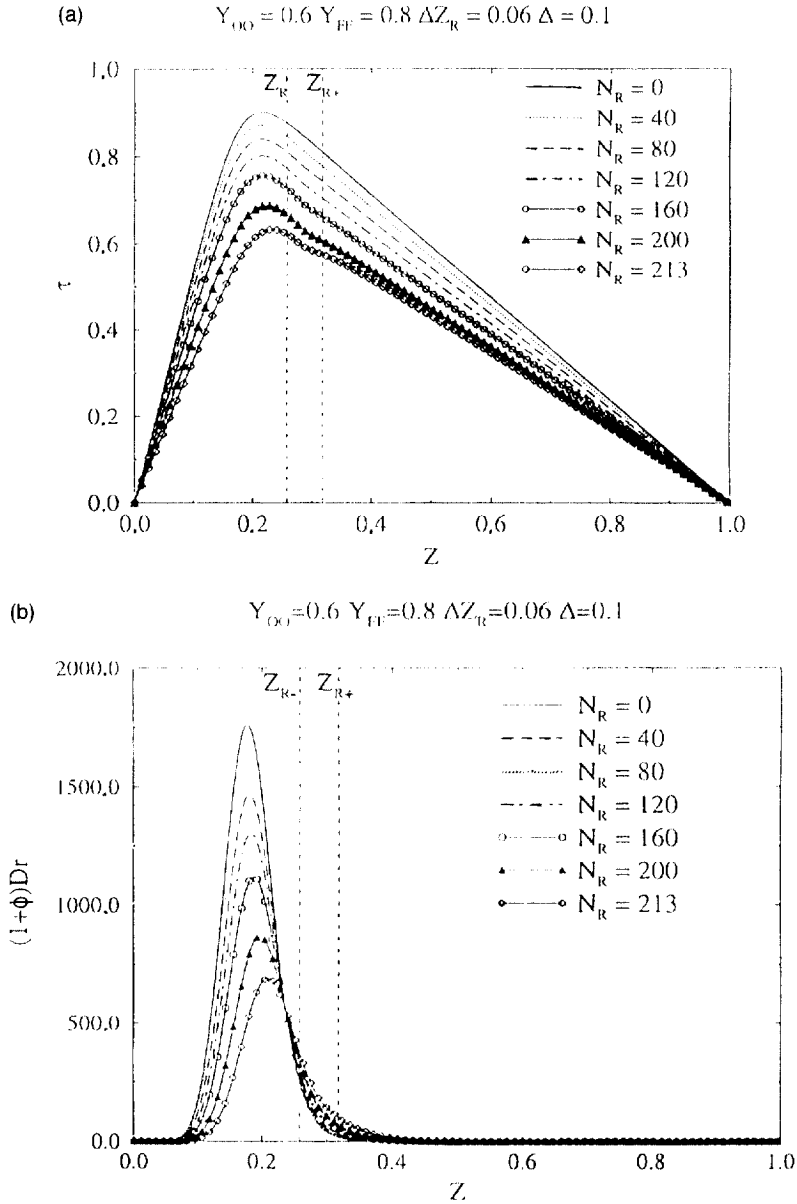 (a)
Y_OO = 0.6 Y_FF = 0.8 ΔZ_R = 0.06 Δ = 0.1
1.0
0.8
0.6
0.4
0.2
0.0
τ
Z_R- Z_R+
N_R = 0
N_R = 40
N_R = 80
N_R = 120
N_R = 160
N_R = 200
N_R = 213
0.0 0.2 0.4 0.6 0.8 1.0
Z
(b)
Y_OO=0.6 Y_FF=0.8 ΔZ_R=0.06 Δ=0.1
2000.0
1500.0
1000.0
500.0
0.0
(1+ϕ)Dr
Z_R- Z_R+
N_R = 0
N_R = 40
N_R = 80
N_R = 120
N_R = 160
N_R = 200
N_R = 213
0.0 0.2 0.4 0.6 0.8 1.0
Z